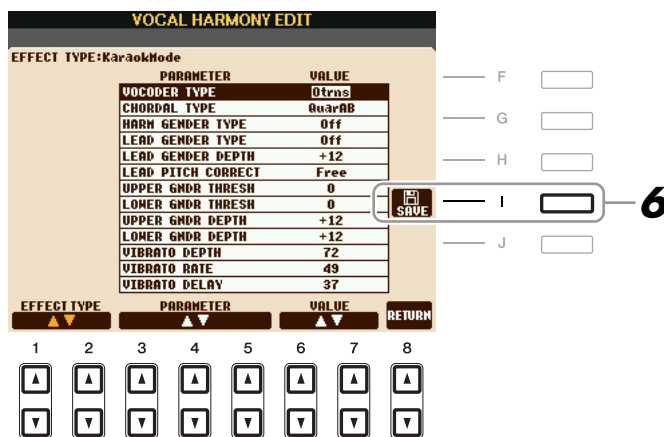 VOCAL HARMONY EDIT
EFFECT TYPE:KaraokMode
PARAMETER VALUE
VOCODER TYPE 0trns
CHORDAL TYPE QuarAB
HARM GENDER TYPE Off
LEAD GENDER TYPE Off
LEAD GENDER DEPTH +12
LEAD PITCH CORRECT Free
UPPER GNDR THRESH 0
LOWER GNDR THRESH 0
UPPER GNDR DEPTH +12
LOWER GNDR DEPTH +12
VIBRATO DEPTH 72
VIBRATO RATE 49
VIBRATO DELAY 37
SAVE
F
G
H
I
6
J
EFFECT TYPE PARAMETER VALUE RETURN
1 2 3 4 5 6 7 8